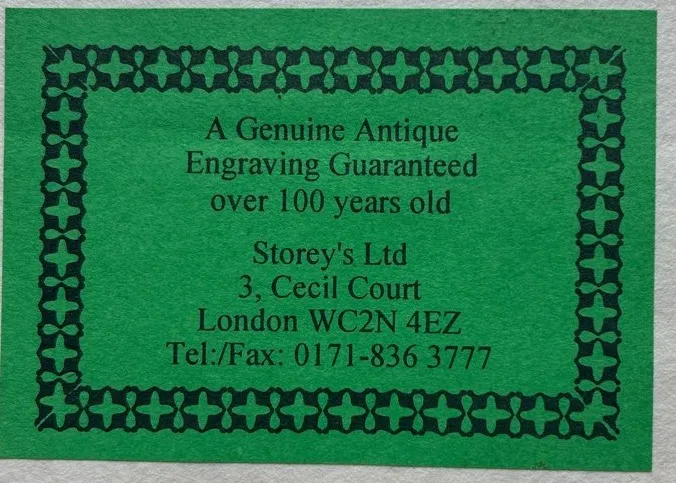 A Genuine Antique
Engraving Guaranteed
over 100 years old
Storey's Ltd
3, Cecil Court
London WC2N 4EZ
Tel:/Fax: 0171-836 3777